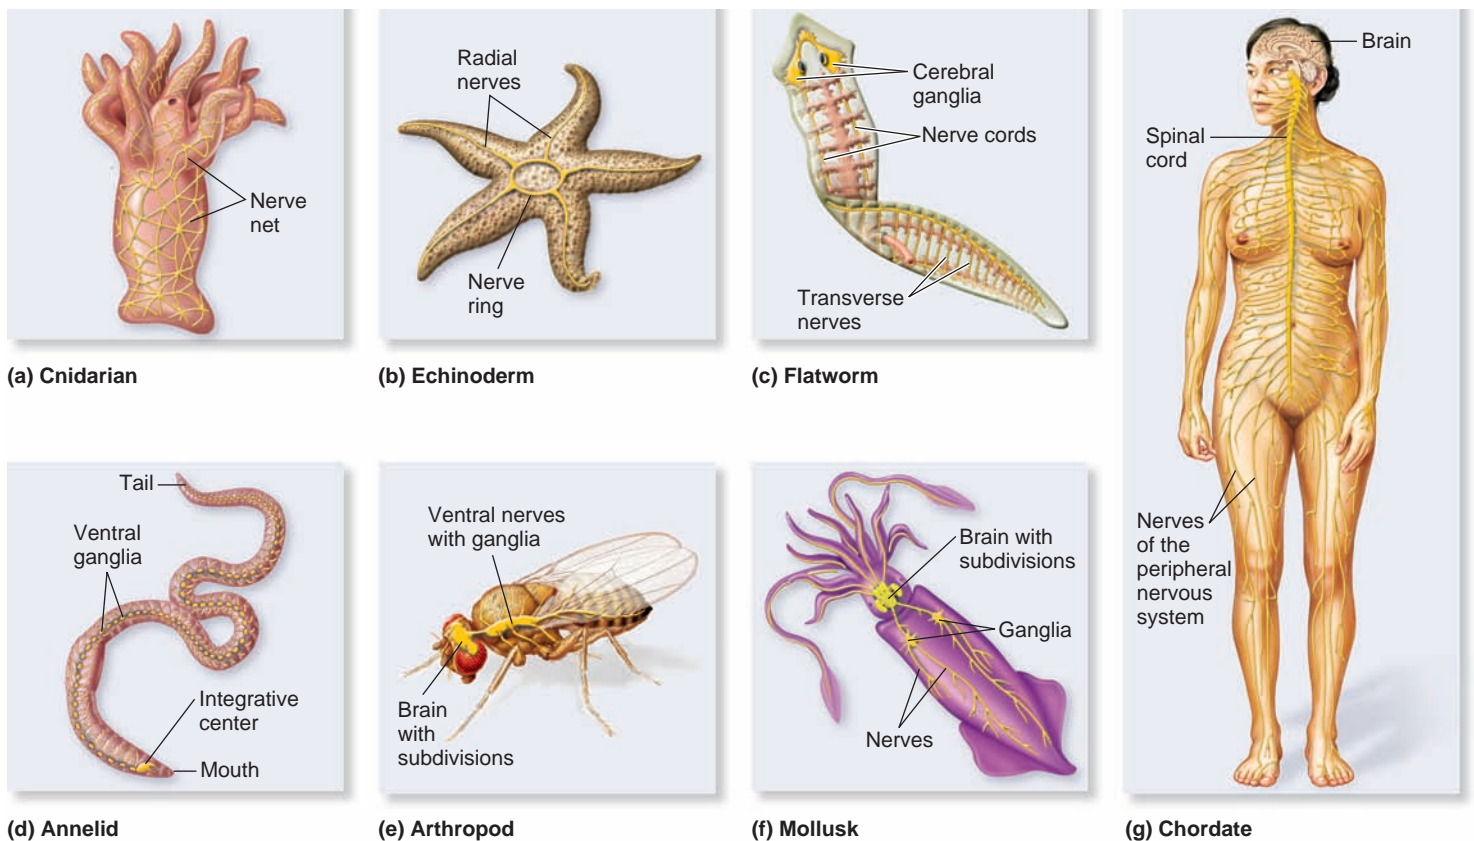 Nerve
net
(a) Cnidarian
Radial
nerves
Nerve
ring
(b) Echinoderm
Cerebral
ganglia
Nerve cords
Transverse
nerves
(c) Flatworm
Tail
Ventral
ganglia
Integrative
center
Mouth
(d) Annelid
Ventral nerves
with ganglia
Brain
with
subdivisions
(e) Arthropod
Brain with
subdivisions
Ganglia
Nerves
(f) Mollusk
Brain
Spinal
cord
Nerves
of the
peripheral
nervous
system
(g) Chordate